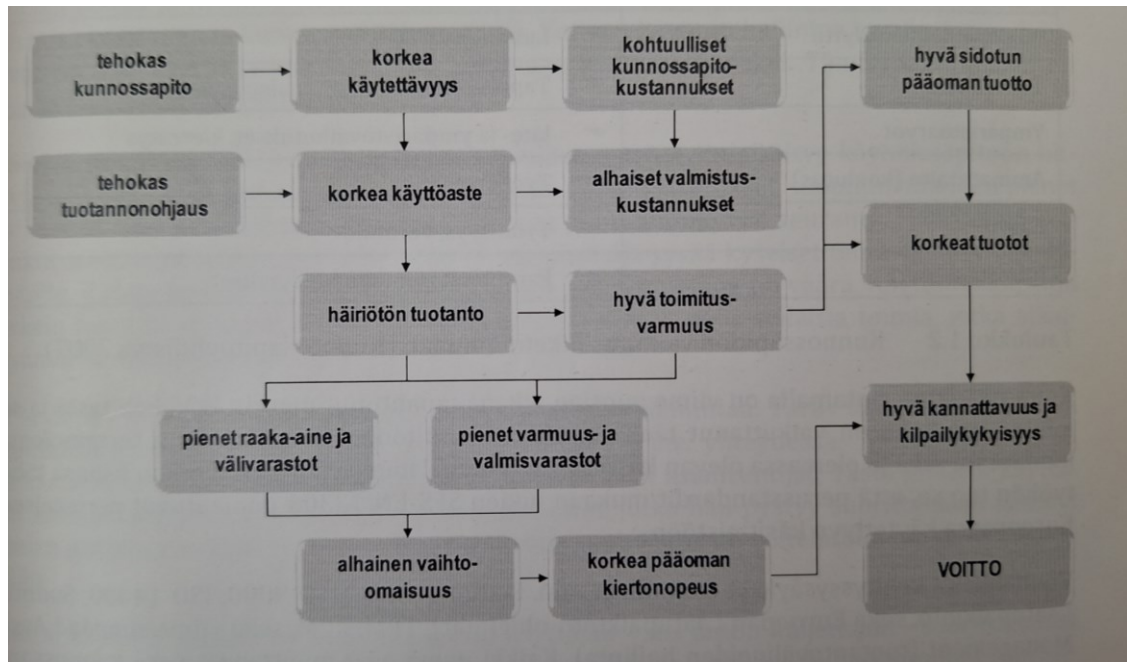 tehokas
kunnossapito
korkea
käytettävyys
kohtuulliset
kunnossapito-
kustannukset
hyvä sidotun
pääoman tuotto
tehokas
tuotannonohjaus
korkea käyttöaste
alhaiset valmistus-
kustannukset
korkeat tuotot
häiriötön tuotanto
hyvä toimitus-
varmuus
pienet raaka-aine ja
välivarastot
pienet varmuus- ja
valmisvarastot
hyvä kannattavuus ja
kilpailykykyisyys
alhainen vaihto-
omaisuus
korkea pääoman
kiertonopeus
VOITTO